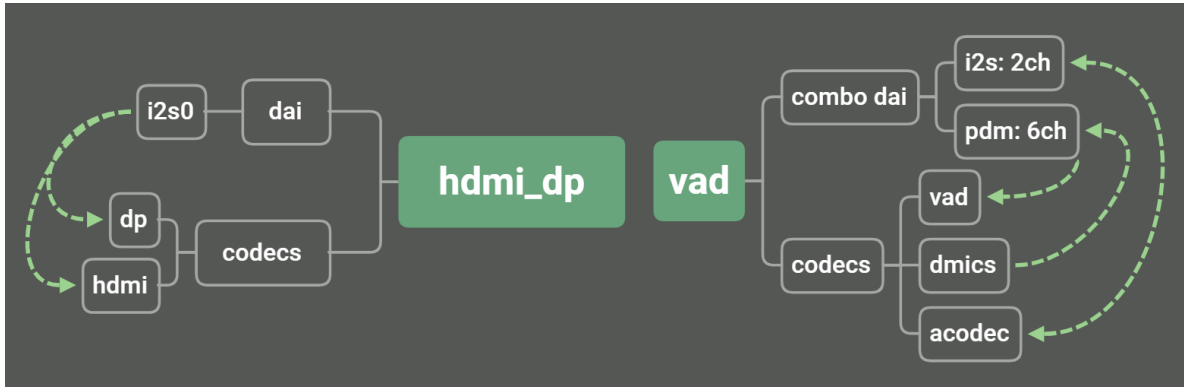 i2s0
dai
hdmi_dp
dp
hdmi
codecs
vad
combo dai
i2s: 2ch
pdm: 6ch
codecs
vad
dmics
acodec